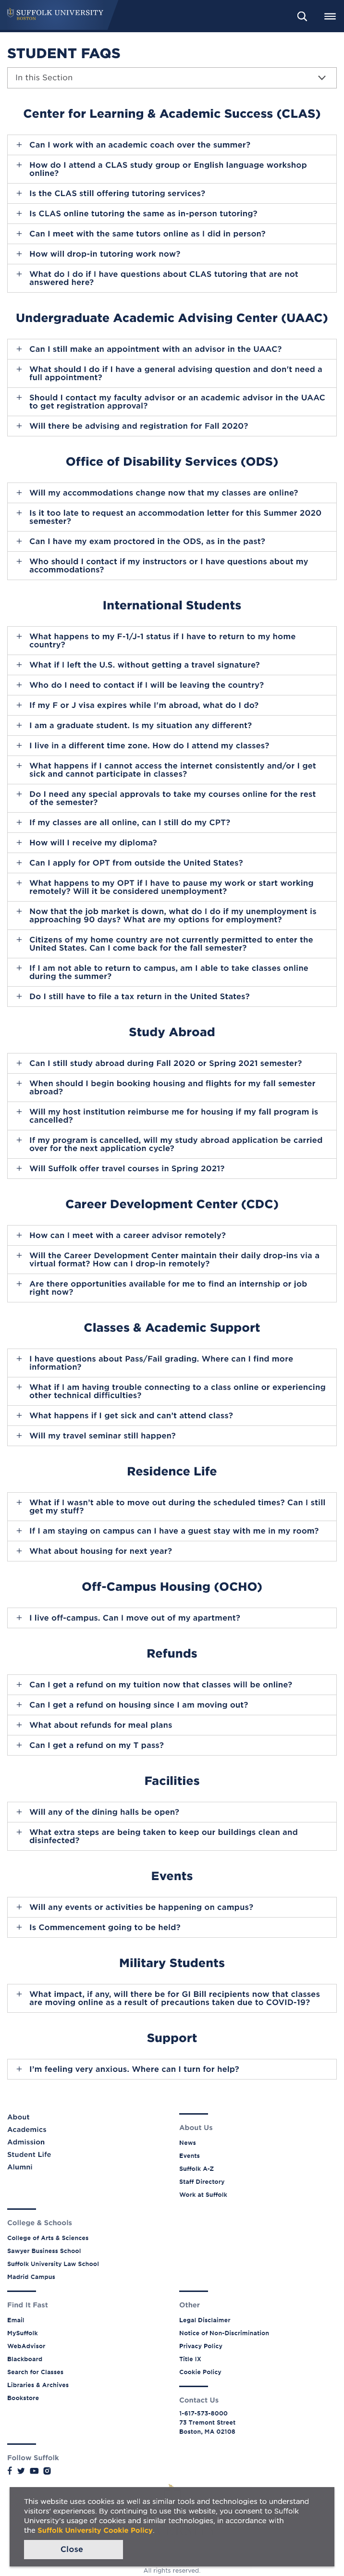 SUFFOLK UNIVERSITY
BOSTON
STUDENT FAQS
In this Section
Center for Learning & Academic Success (CLAS)
+ Can I work with an academic coach over the summer?
+ How do I attend a CLAS study group or English language workshop
online?
+ Is the CLAS still offering tutoring services?
+ Is CLAS online tutoring the same as in-person tutoring?
+ Can I meet with the same tutors online as I did in person?
+ How will drop-in tutoring work now?
+ What do I do if I have questions about CLAS tutoring that are not
answered here?
Undergraduate Academic Advising Center (UAAC)
+ Can I still make an appointment with an advisor in the UAAC?
+ What should I do if I have a general advising question and don't need a
full appointment?
+ Should I contact my faculty advisor or an academic advisor in the UAAC
to get registration approval?
+ Will there be advising and registration for Fall 2020?
Office of Disability Services (ODS)
+ Will my accommodations change now that my classes are online?
+ Is it too late to request an accommodation letter for this Summer 2020
semester?
+ Can I have my exam proctored in the ODS, as in the past?
+ Who should I contact if my instructors or I have questions about my
accommodations?
International Students
+ What happens to my F-1/J-1 status if I have to return to my home
country?
+ What if I left the U.S. without getting a travel signature?
+ Who do I need to contact if I will be leaving the country?
+ If my F or J visa expires while I'm abroad, what do I do?
+ I am a graduate student. Is my situation any different?
+ I live in a different time zone. How do I attend my classes?
+ What happens if I cannot access the internet consistently and/or I get
sick and cannot participate in classes?
+ Do I need any special approvals to take my courses online for the rest
of the semester?
+ If my classes are all online, can I still do my CPT?
+ How will I receive my diploma?
+ Can I apply for OPT from outside the United States?
+ What happens to my OPT if I have to pause my work or start working
remotely? Will it be considered unemployment?
+ Now that the job market is down, what do I do if my unemployment is
approaching 90 days? What are my options for employment?
+ Citizens of my home country are not currently permitted to enter the
United States. Can I come back for the fall semester?
+ If I am not able to return to campus, am I able to take classes online
during the summer?
+ Do I still have to file a tax return in the United States?
Study Abroad
+ Can I still study abroad during Fall 2020 or Spring 2021 semester?
+ When should I begin booking housing and flights for my fall semester
abroad?
+ Will my host institution reimburse me for housing if my fall program is
cancelled?
+ If my program is cancelled, will my study abroad application be carried
over for the next application cycle?
+ Will Suffolk offer travel courses in Spring 2021?
Career Development Center (CDC)
+ How can I meet with a career advisor remotely?
+ Will the Career Development Center maintain their daily drop-ins via a
virtual format? How can I drop-in remotely?
+ Are there opportunities available for me to find an internship or job
right now?
Classes & Academic Support
+ I have questions about Pass/Fail grading. Where can I find more
information?
+ What if I am having trouble connecting to a class online or experiencing
other technical difficulties?
+ What happens if I get sick and can't attend class?
+ Will my travel seminar still happen?
Residence Life
+ What if I wasn't able to move out during the scheduled times? Can I still
get my stuff?
+ If I am staying on campus can I have a guest stay with me in my room?
+ What about housing for next year?
Off-Campus Housing (OCHO)
+ I live off-campus. Can I move out of my apartment?
Refunds
+ Can I get a refund on my tuition now that classes will be online?
+ Can I get a refund on housing since I am moving out?
+ What about refunds for meal plans
+ Can I get a refund on my T pass?
Facilities
+ Will any of the dining halls be open?
+ What extra steps are being taken to keep our buildings clean and
disinfected?
Events
+ Will any events or activities be happening on campus?
+ Is Commencement going to be held?
Military Students
+ What impact, if any, will there be for GI Bill recipients now that classes
are moving online as a result of precautions taken due to COVID-19?
Support
+ I'm feeling very anxious. Where can I turn for help?
About
Academics
Admission
Student Life
Alumni
About Us
News
Events
Suffolk A-Z
Staff Directory
Work at Suffolk
College & Schools
College of Arts & Sciences
Sawyer Business School
Suffolk University Law School
Madrid Campus
Find It Fast
Email
MySuffolk
WebAdvisor
Blackboard
Search for Classes
Libraries & Archives
Bookstore
Other
Legal Disclaimer
Notice of Non-Discrimination
Privacy Policy
Title IX
Cookie Policy
Contact Us
1-617-573-8000
73 Tremont Street
Boston, MA 02108
Follow Suffolk
This website uses cookies as well as similar tools and technologies to understand
visitors' experiences. By continuing to use this website, you consent to Suffolk
University's usage of cookies and similar technologies, in accordance with
the Suffolk University Cookie Policy.
Close
All rights reserved.